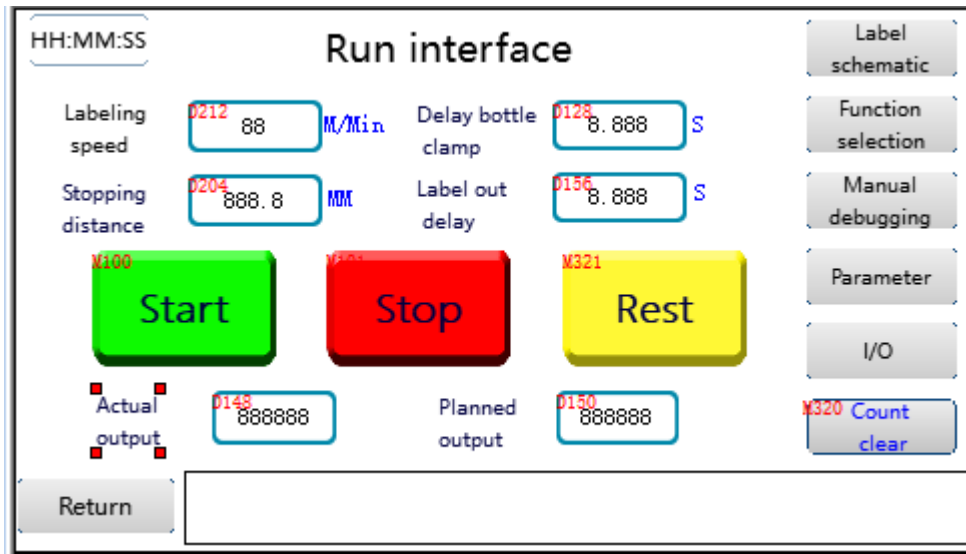 HH:MM:SS
Run interface
Label
schematic
Labeling
speed
D212
88
M/Min
Delay bottle
clamp
D128
8.888
S
Function
selection
Stopping
distance
D204
888.8
MM
Label out
delay
D156
8.888
S
Manual
debugging
M100
Start
Stop
M321
Rest
Parameter
I/O
Actual
output
D148
888888
Planned
output
D150
888888
M320
Count
clear
Return